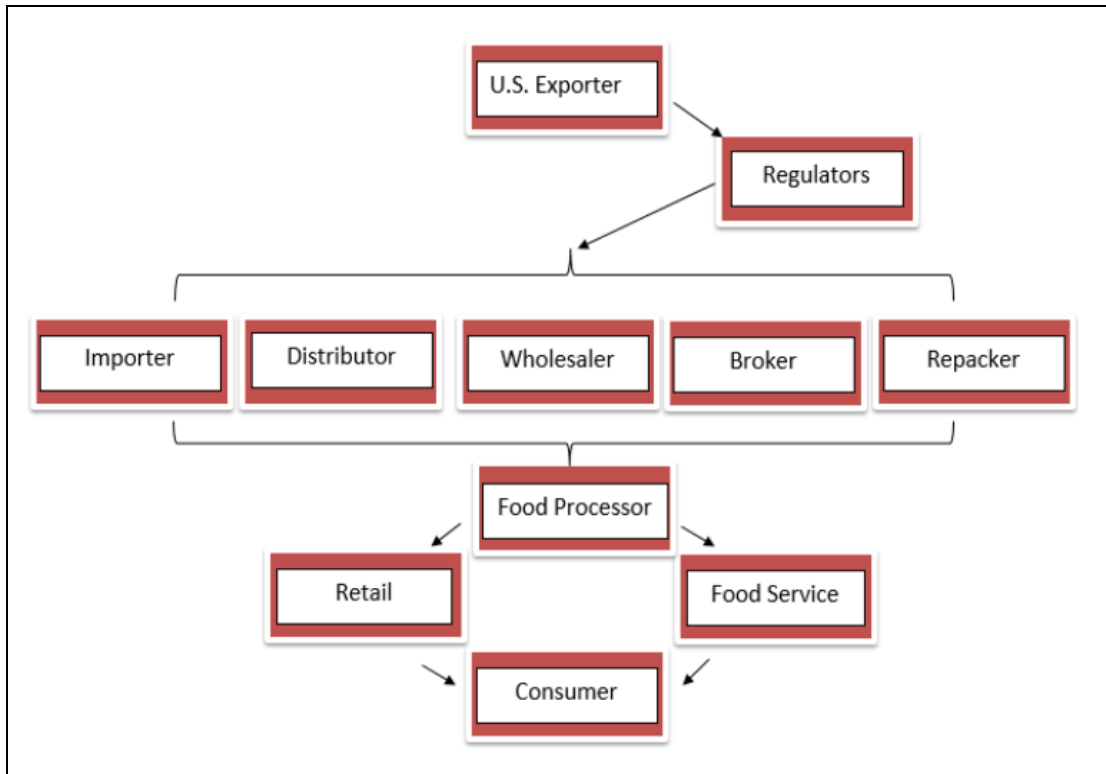 U.S. Exporter
Regulators
Importer
Distributor
Wholesaler
Broker
Repacker
Food Processor
Retail
Food Service
Consumer